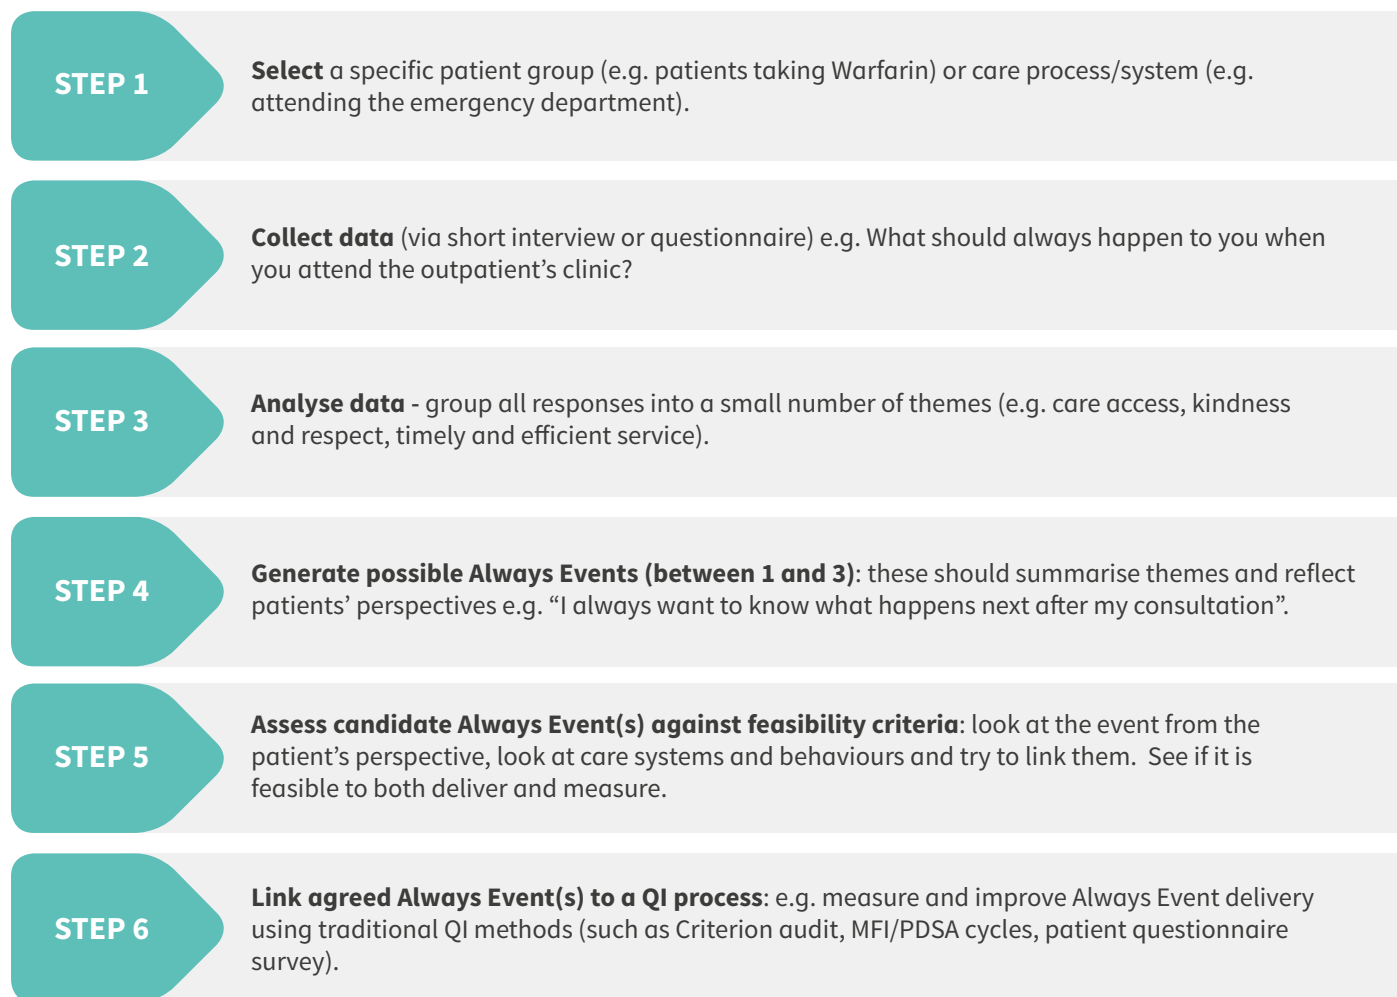 STEP 1
Select a specific patient group (e.g. patients taking Warfarin) or care process/system (e.g.
attending the emergency department).
STEP 2
Collect data (via short interview or questionnaire) e.g. What should always happen to you when
you attend the outpatient’s clinic?
STEP 3
Analyse data - group all responses into a small number of themes (e.g. care access, kindness
and respect, timely and efficient service).
STEP 4
Generate possible Always Events (between 1 and 3): these should summarise themes and reflect
patients’ perspectives e.g. “I always want to know what happens next after my consultation”.
STEP 5
Assess candidate Always Event(s) against feasibility criteria: look at the event from the
patient’s perspective, look at care systems and behaviours and try to link them.  See if it is
feasible to both deliver and measure.
STEP 6
Link agreed Always Event(s) to a QI process: e.g. measure and improve Always Event delivery
using traditional QI methods (such as Criterion audit, MFI/PDSA cycles, patient questionnaire
survey).